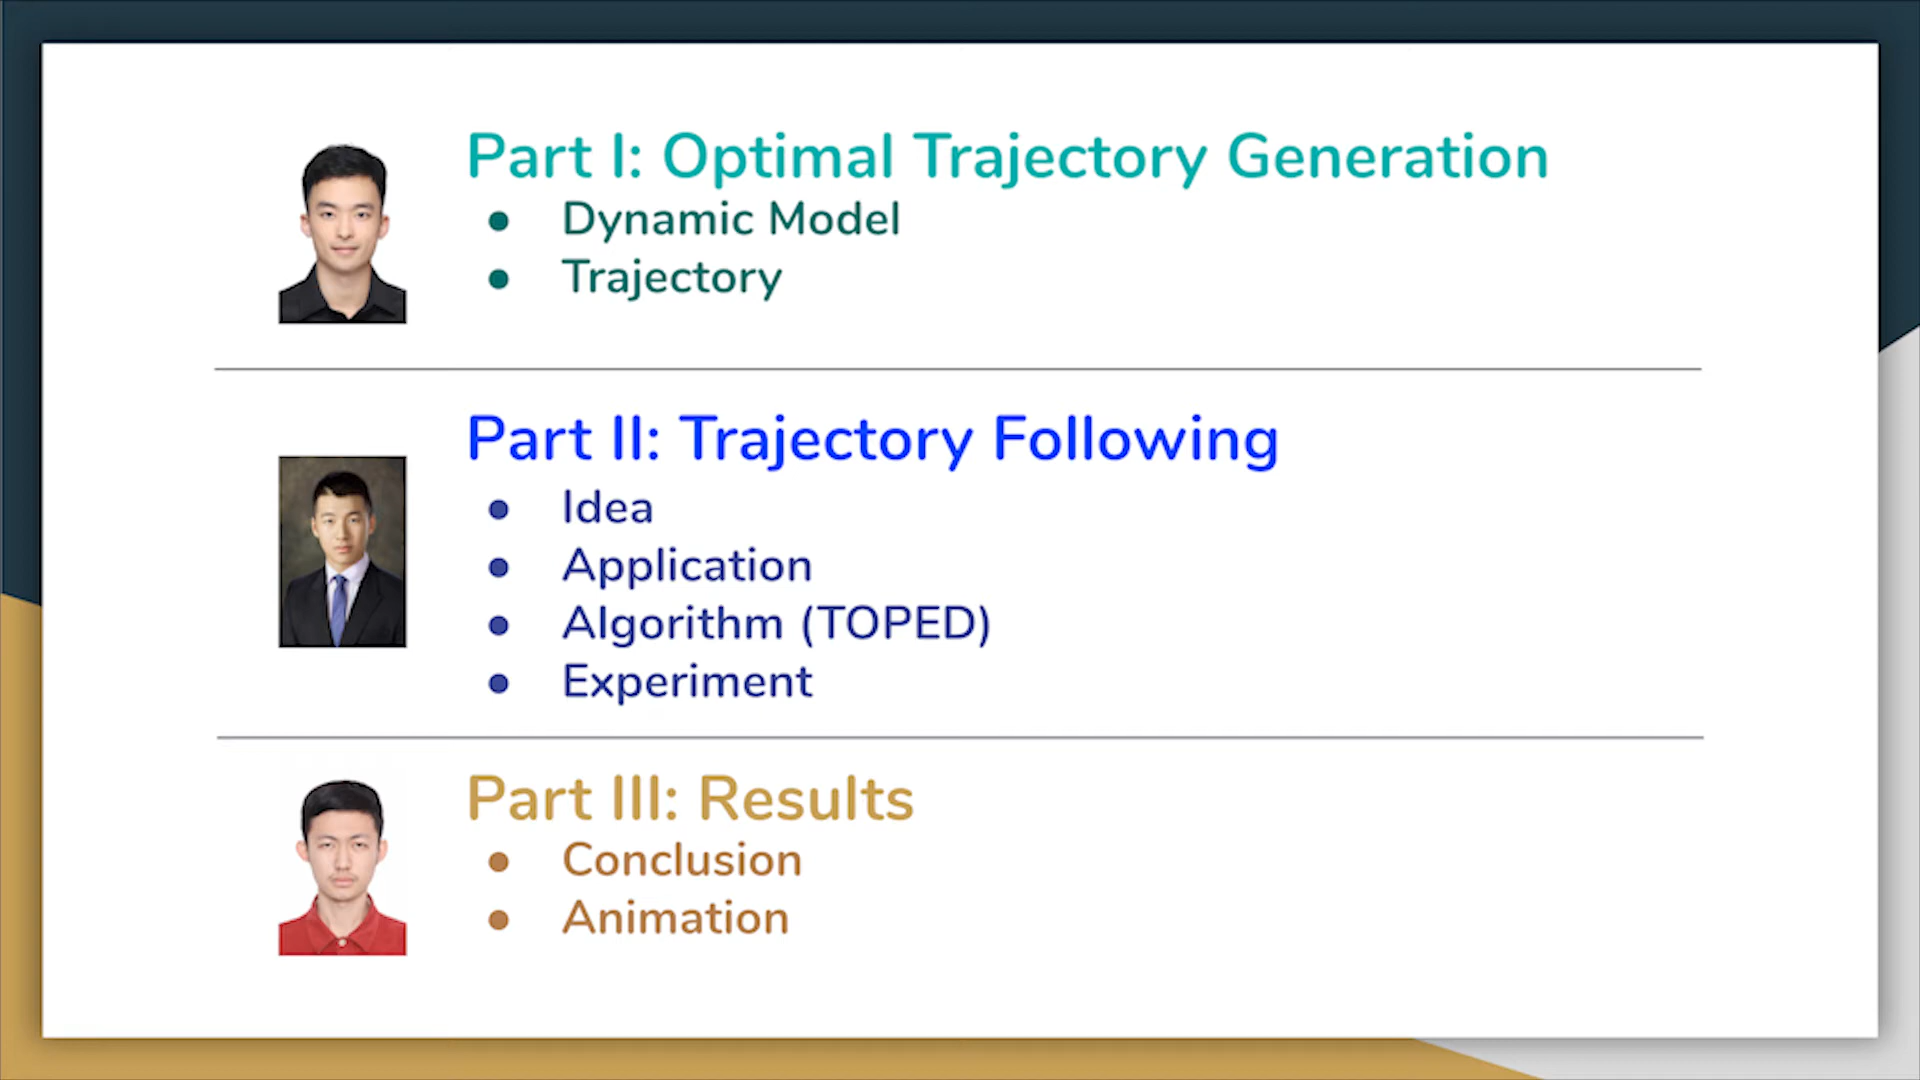 Part I: Optimal Trajectory Generation
● Dynamic Model
● Trajectory
Part II: Trajectory Following
● Idea
● Application
● Algorithm (TOPED)
● Experiment
Part III: Results
● Conclusion
● Animation